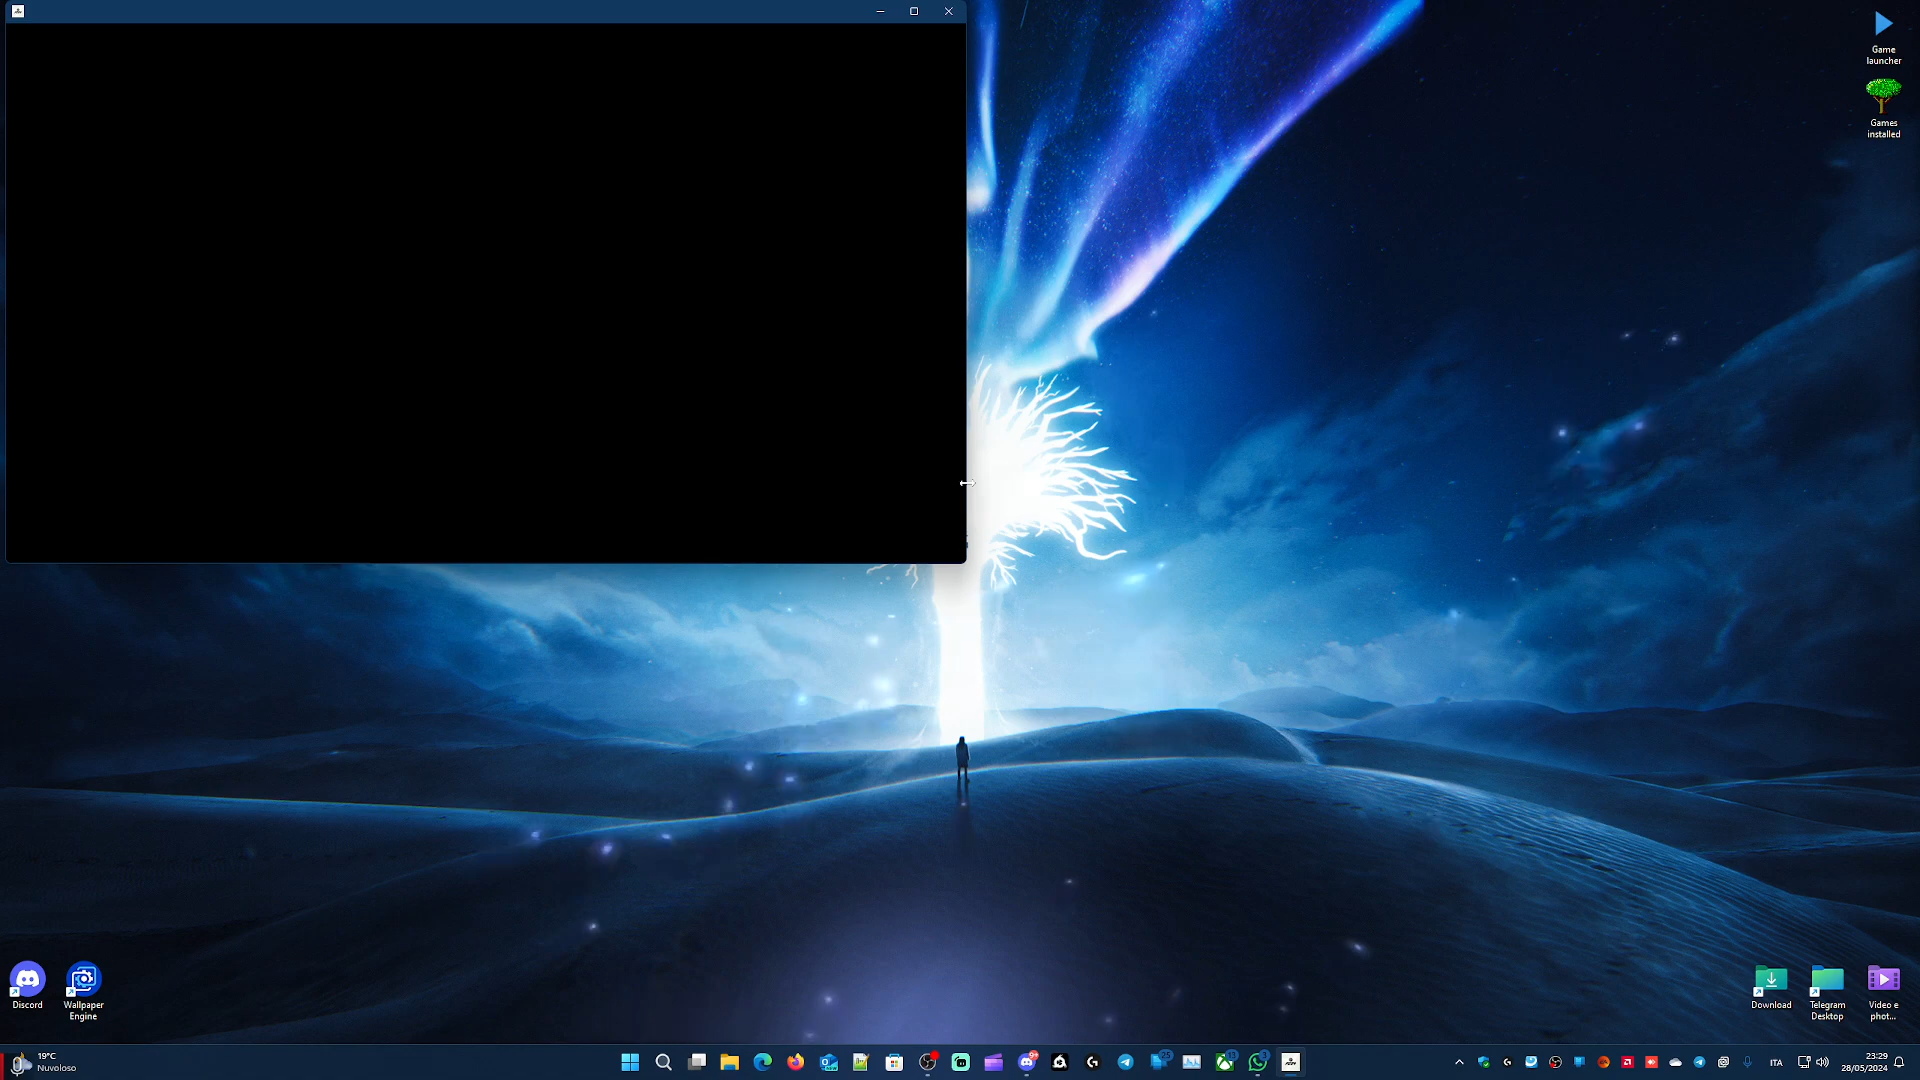 Game
launcher
Games
installed
Discord
Wallpaper
Engine
Download
Telegram
Desktop
Video e
phot...
19°C
Nuvoloso
ITA
23:29
28/05/2024